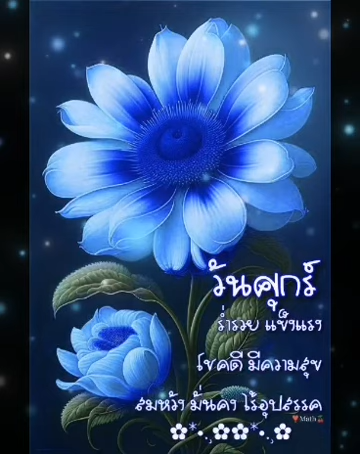 วันศุกร์
ร่ำรวย แข็งแรง
โชคดี มีความสุข
สมหวัง มั่นคง ไร้อุปสรรค